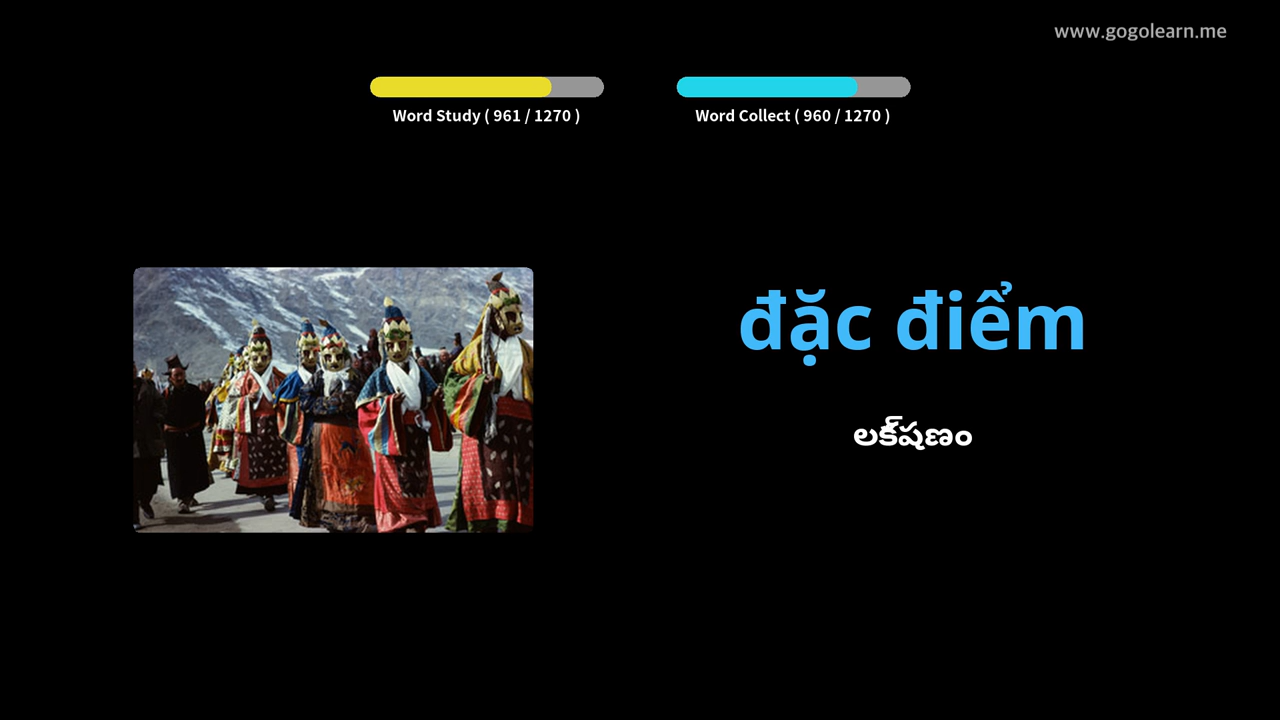 www.gogolearn.me
Word Study ( 961 / 1270 )
Word Collect ( 960 / 1270 )
đặc điểm
లక్‌షణం